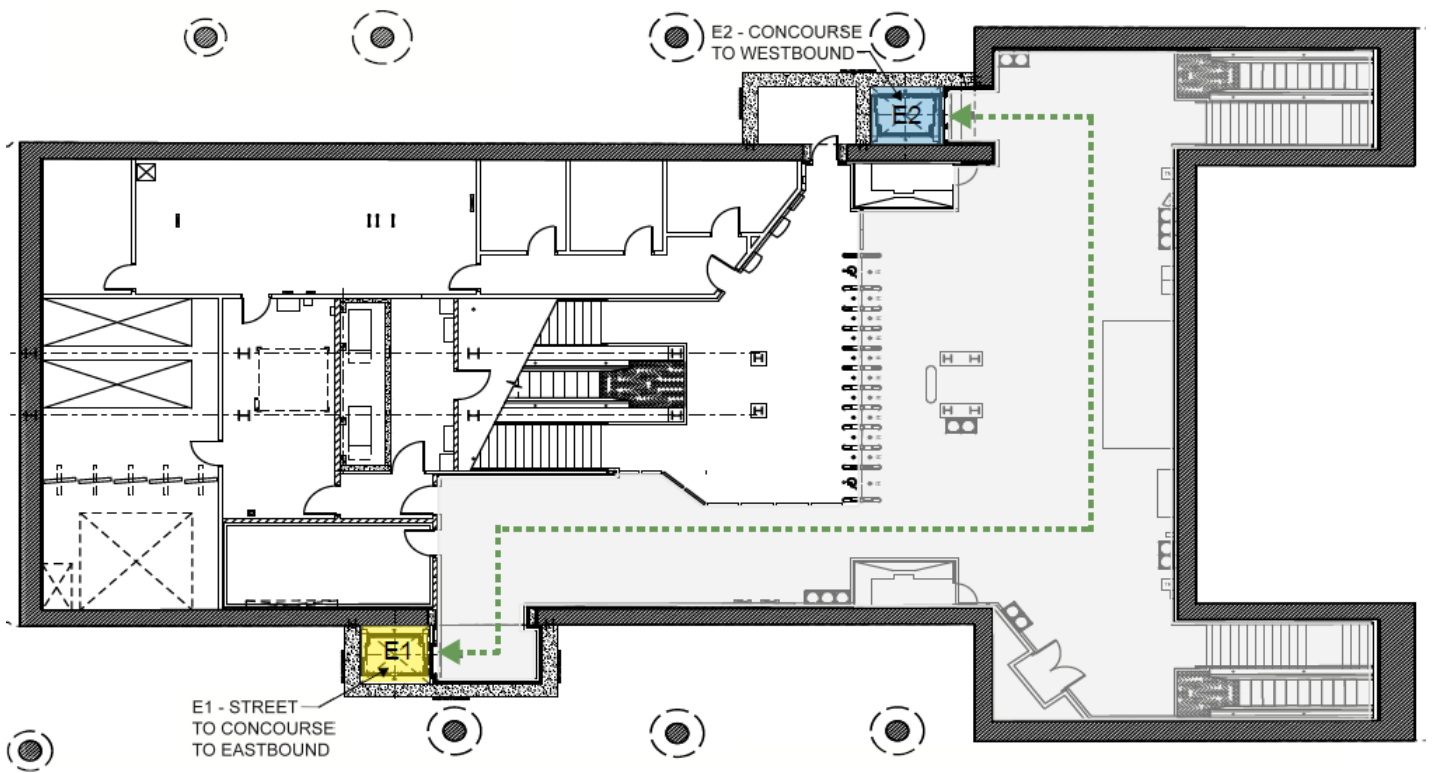 E2 - CONCOURSE
TO WESTBOUND
E2
E1
E1 - STREET
TO CONCOURSE
TO EASTBOUND